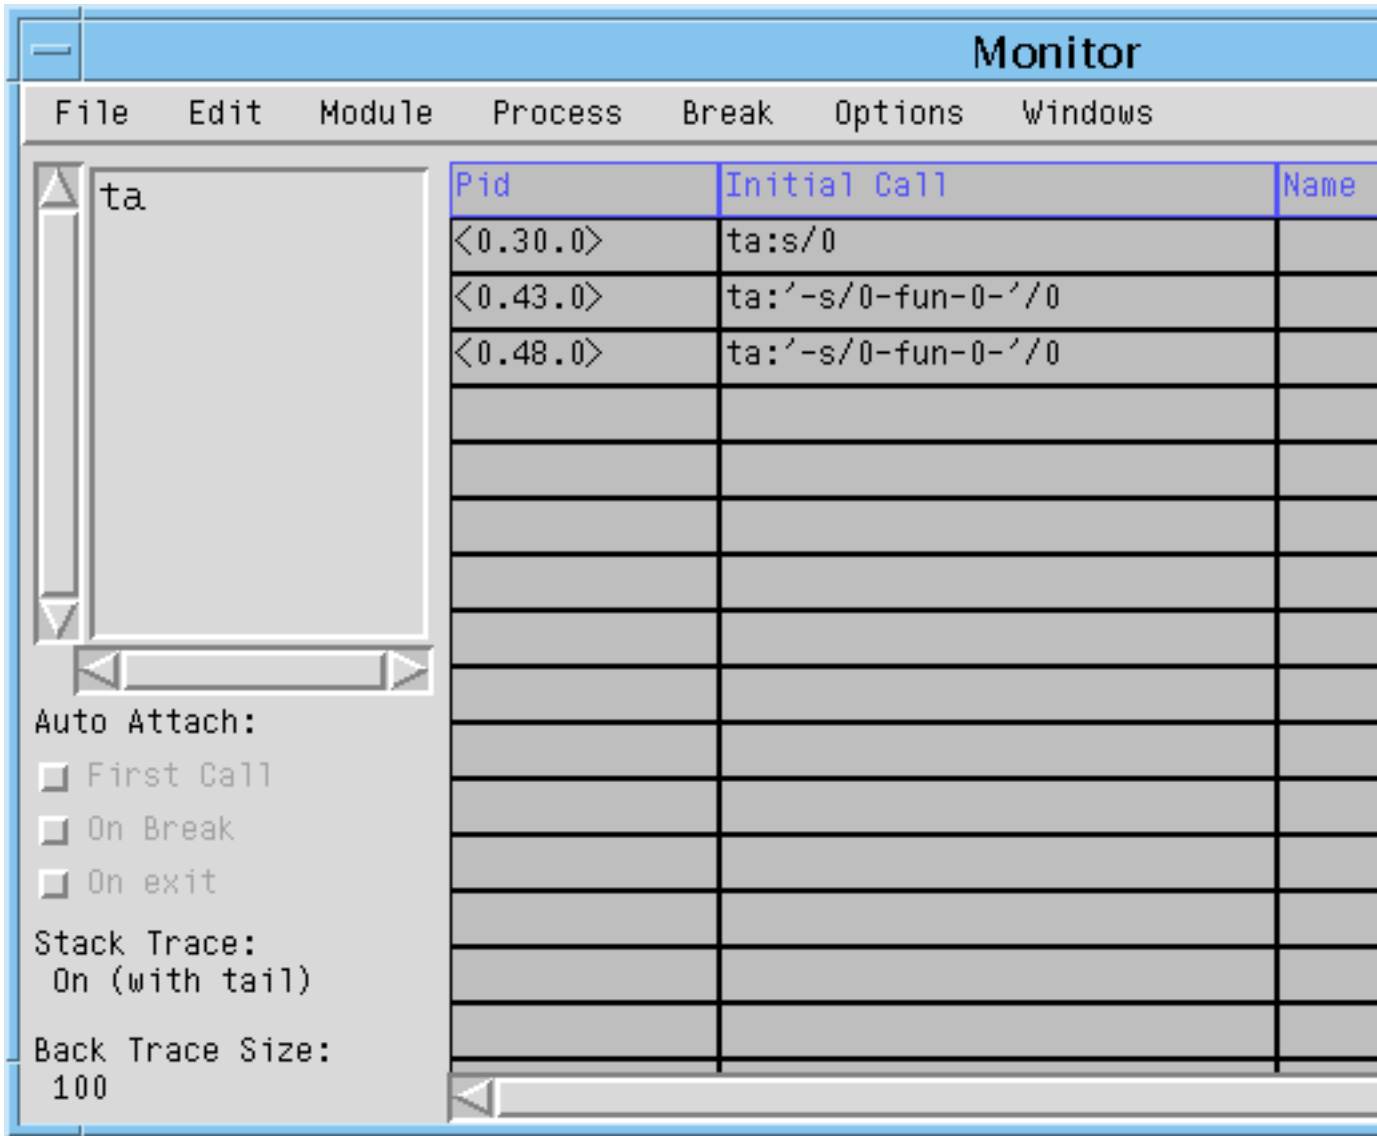 Monitor
File Edit Module Process Break Options Windows
ta
Pid Initial Call Name
<0.30.0> ta:s/0
<0.43.0> ta:'-s/0-fun-0-'/0
<0.48.0> ta:'-s/0-fun-0-'/0
Auto Attach:
First Call
On Break
On exit
Stack Trace:
On (with tail)
Back Trace Size:
100